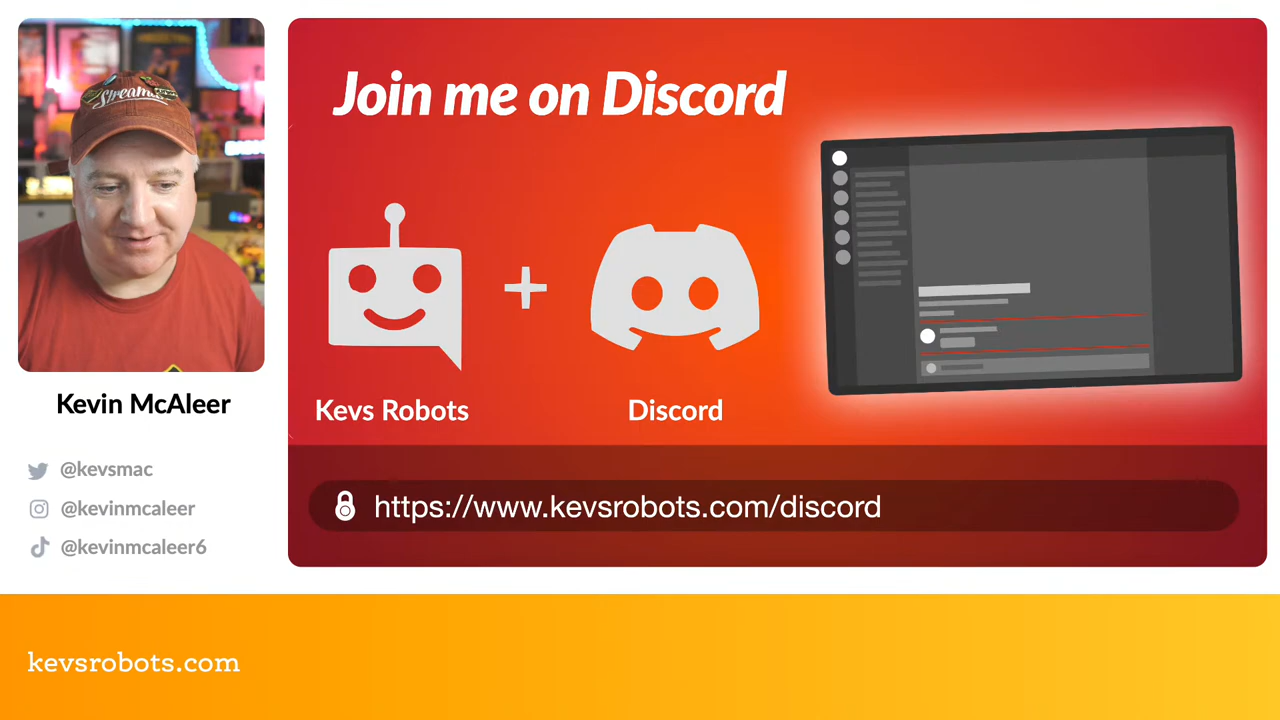 Join me on Discord
Kevs Robots
+
Discord
https://www.kevsrobots.com/discord
Kevin McAleer
@kevsmac
@kevinmcaleer
@kevinmcaleer6
kevsrobots.com